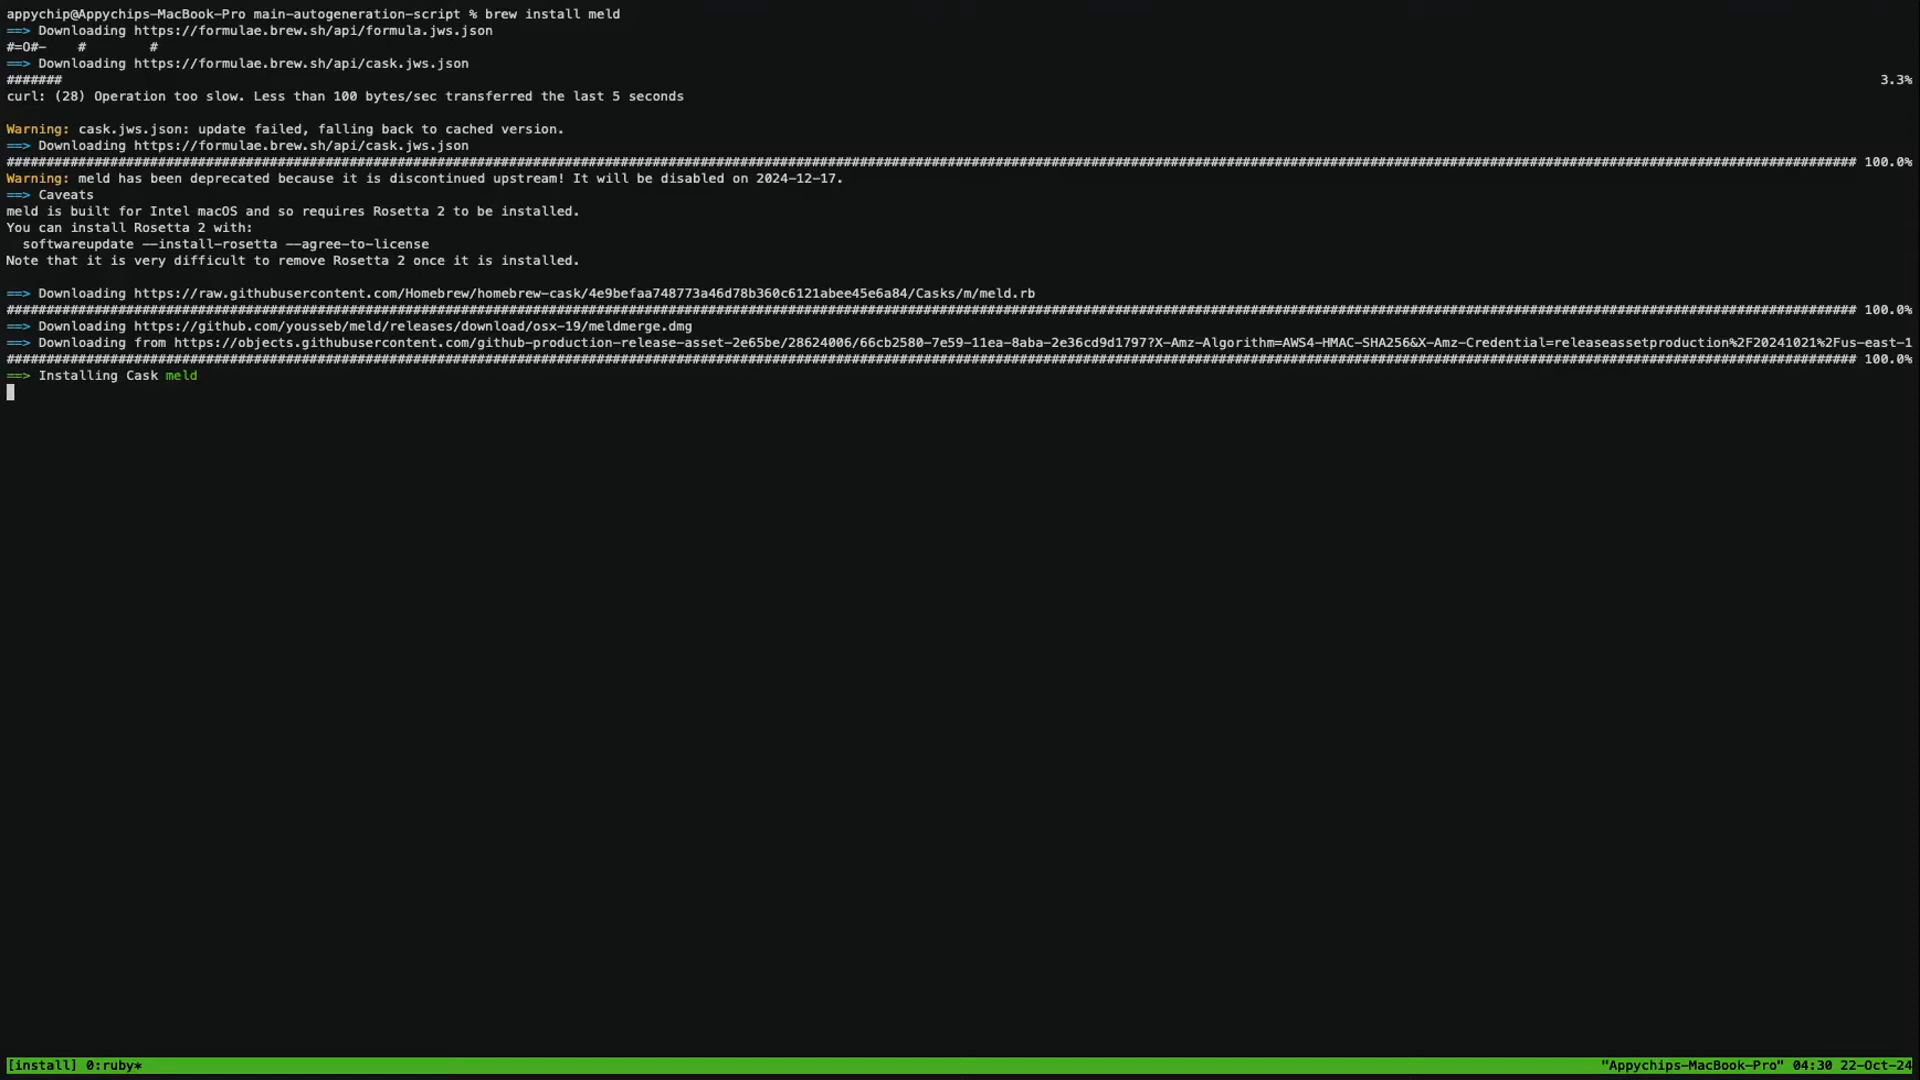 appychip@Appychips-MacBook-Pro main-autogeneration-script % brew install meld
==> Downloading https://formulae.brew.sh/api/formula.jws.json
#=O#-    #        #
==> Downloading https://formulae.brew.sh/api/cask.jws.json
####### 3.3%
curl: (28) Operation too slow. Less than 100 bytes/sec transferred the last 5 seconds
Warning: cask.jws.json: update failed, falling back to cached version.
==> Downloading https://formulae.brew.sh/api/cask.jws.json
######################################################################## 100.0%
Warning: meld has been deprecated because it is discontinued upstream! It will be disabled on 2024-12-17.
==> Caveats
meld is built for Intel macOS and so requires Rosetta 2 to be installed.
You can install Rosetta 2 with:
  softwareupdate --install-rosetta --agree-to-license
Note that it is very difficult to remove Rosetta 2 once it is installed.
==> Downloading https://raw.githubusercontent.com/Homebrew/homebrew-cask/4e9befaa748773a46d78b360c6121abee45e6a84/Casks/m/meld.rb
######################################################################## 100.0%
==> Downloading https://github.com/yousseb/meld/releases/download/osx-19/meldmerge.dmg
==> Downloading from https://objects.githubusercontent.com/github-production-release-asset-2e65be/28624006/66cb2580-7e59-11ea-8aba-2e36cd9d1797?X-Amz-Algorithm=AWS4-HMAC-SHA256&X-Amz-Credential=releaseassetproduction%2F20241021%2Fus-east-1
######################################################################## 100.0%
==> Installing Cask meld
[install] 0:ruby* "Appychips-MacBook-Pro" 04:30 22-Oct-24